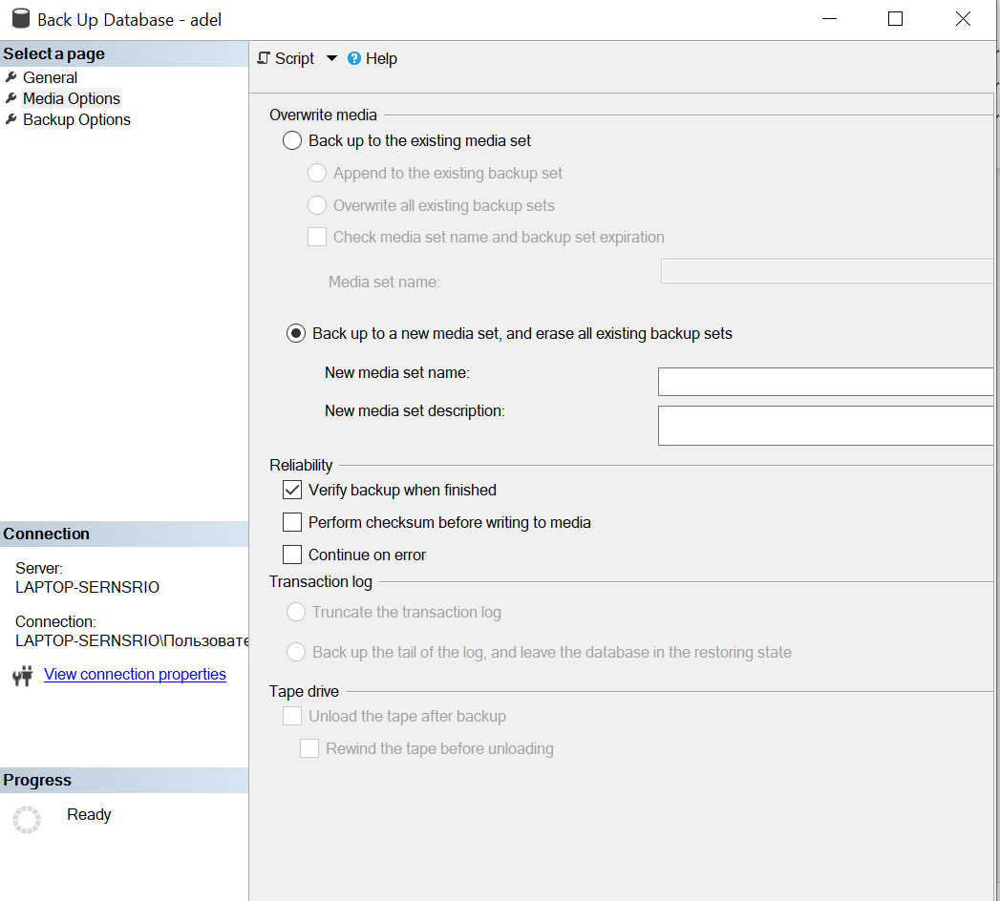 Back Up Database - adel
Select a page
General
Media Options
Backup Options
Script
Help
Overwrite media
Back up to the existing media set
Append to the existing backup set
Overwrite all existing backup sets
Check media set name and backup set expiration
Media set name:
Back up to a new media set, and erase all existing backup sets
New media set name:
New media set description:
Reliability
Verify backup when finished
Perform checksum before writing to media
Continue on error
Transaction log
Truncate the transaction log
Back up the tail of the log, and leave the database in the restoring state
Tape drive
Unload the tape after backup
Rewind the tape before unloading
Connection
Server:
LAPTOP-SERNSRIO
Connection:
LAPTOP-SERNSRIO\Пользовате
View connection properties
Progress
Ready